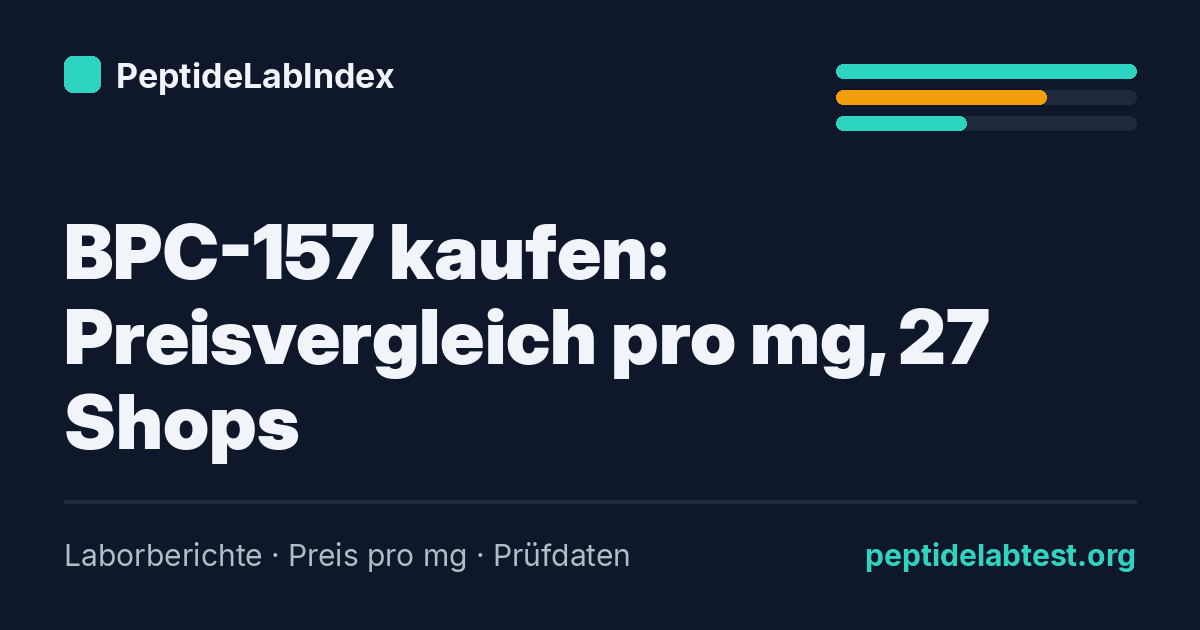 PeptideLabIndex
BPC-157 kaufen:
Preisvergleich pro mg, 27
Shops
Laborberichte · Preis pro mg · Prüfdaten
peptidelabtest.org